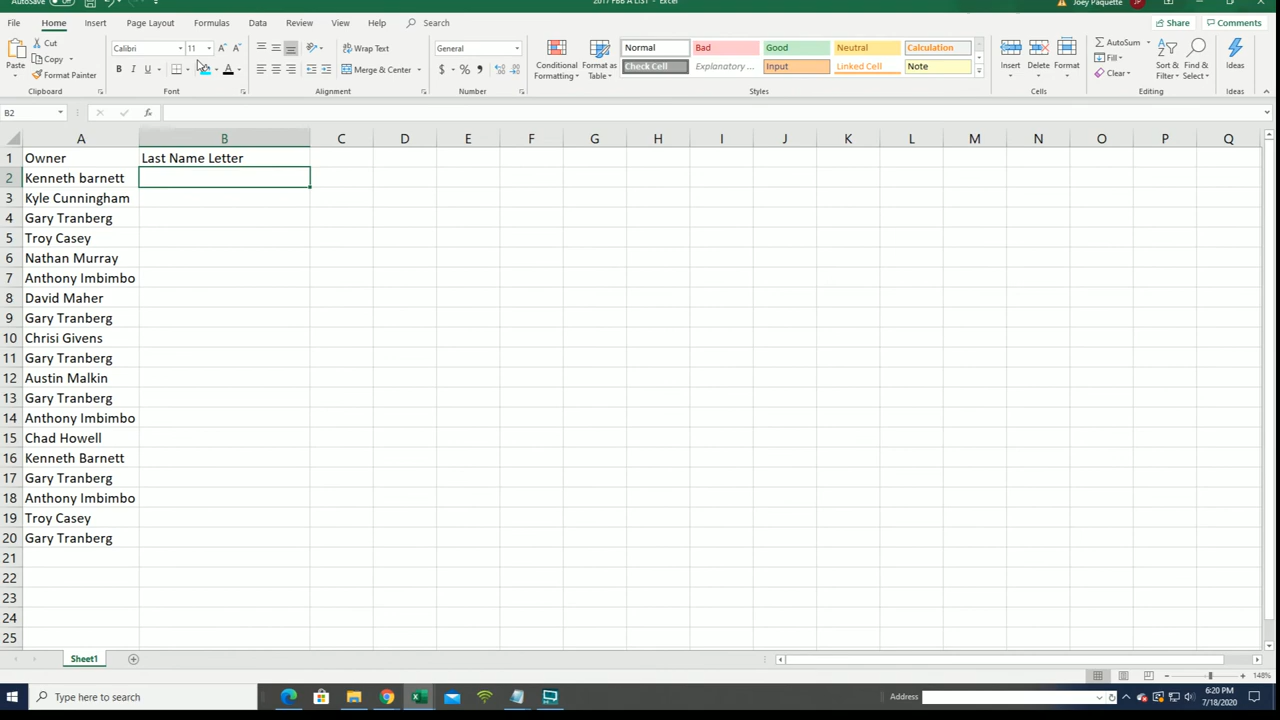 AutoSave Off 2017 FBB A LIST - Excel Joey Paquette JP
File Home Insert Page Layout Formulas Data Review View Help Search Share Comments
Paste Cut Copy Format Painter Clipboard
Calibri 11 B I U A Font
Wrap Text Merge & Center Alignment
General $ % Number
Conditional Formatting Format as Table
Normal Bad Good Neutral Calculation
Check Cell Explanatory ... Input Linked Cell Note
Styles
Insert Delete Format Cells
AutoSum Fill Clear Sort & Filter Find & Select Editing
Ideas Ideas
B2 fx
A B C D E F G H I J K L M N O P Q
1 Owner Last Name Letter
2 Kenneth barnett
3 Kyle Cunningham
4 Gary Tranberg
5 Troy Casey
6 Nathan Murray
7 Anthony Imbimbo
8 David Maher
9 Gary Tranberg
10 Chrisi Givens
11 Gary Tranberg
12 Austin Malkin
13 Gary Tranberg
14 Anthony Imbimbo
15 Chad Howell
16 Kenneth Barnett
17 Gary Tranberg
18 Anthony Imbimbo
19 Troy Casey
20 Gary Tranberg
21
22
23
24
25
Sheet1
148%
Type here to search Address 6:20 PM
7/18/2020